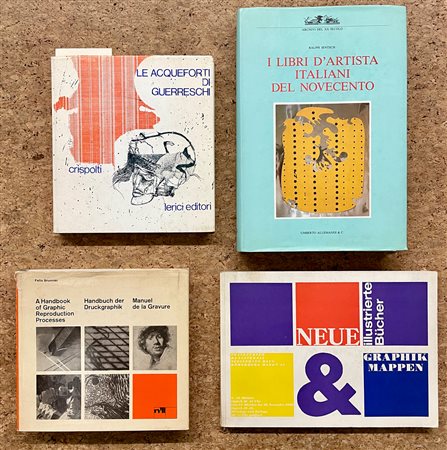 LE ACQUEFORTI
DI
GUERRESCHI
crispolti
lerici editori
ARCHIVI DEL XX SECOLO
RALPH JENTSCH
I LIBRI D'ARTISTA
ITALIANI
DEL NOVECENTO
UMBERTO ALLEMANDI & C.
Felix Brunner
A Handbook
of Graphic
Reproduction
Processes
Handbuch der
Druckgraphik
Manuel
de la Gravure
NEUE
illustrierte
Bücher
&
GRAPHIK
MAPPEN